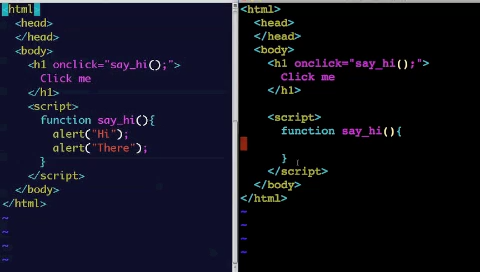 <html>
<head>
</head>
<body>
<h1 onclick="say_hi();">
Click me
</h1>
<script>
function say_hi(){
alert("Hi");
alert("There");
}
</script>
</body>
</html>
~
~
~
~
<html>
<head>
</head>
<body>
<h1 onclick="say_hi();">
Click me
</h1>
<script>
function say_hi(){
}
</script>
</body>
</html>
~
~
~
~